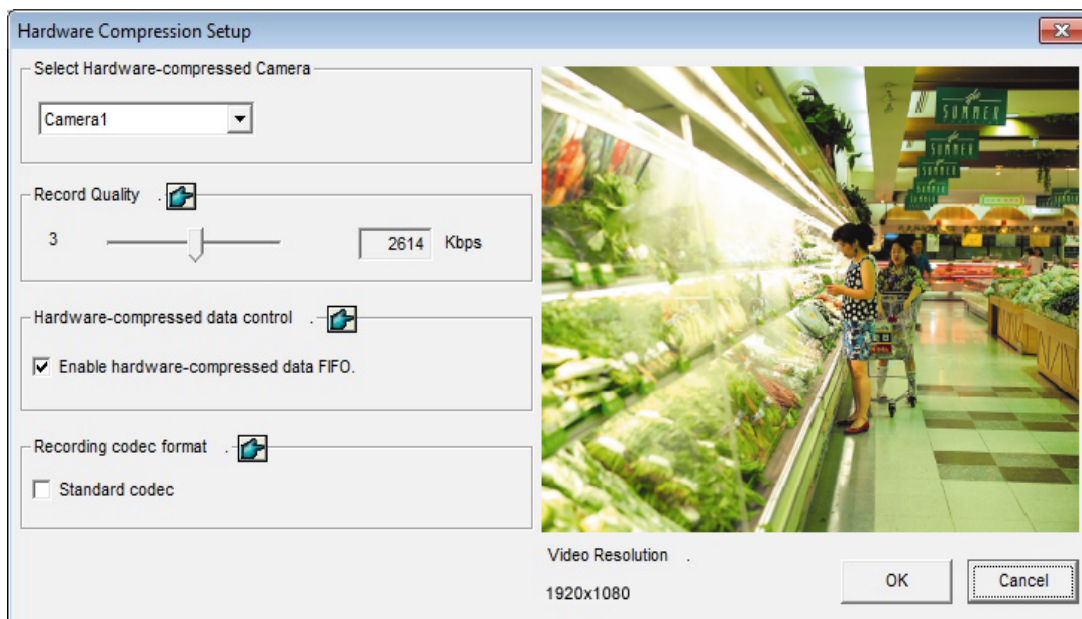 Hardware Compression Setup
Select Hardware-compressed Camera
Camera1
Record Quality .
3
2614 Kbps
Hardware-compressed data control .
Enable hardware-compressed data FIFO.
Recording codec format .
Standard codec
SUMMER
SUMMER
SUMMER
SUMMER
Video Resolution .
1920x1080
OK
Cancel